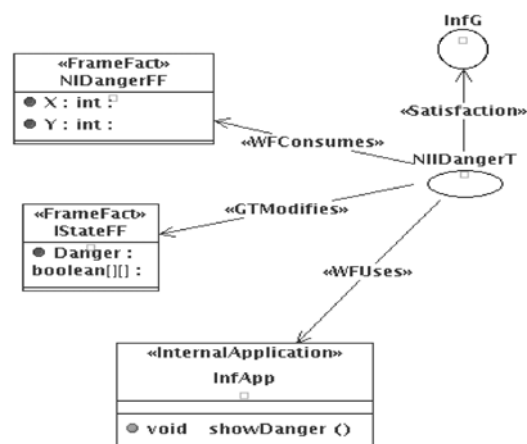 InfG
«FrameFact»
NIDangerFF
X : int :
Y : int :
«Satisfaction»
«WFConsumes»
NIIDangerT
«FrameFact»
IStateFF
Danger :
boolean[][] :
«GTModifies»
«WFUses»
«InternalApplication»
InfApp
void showDanger ()